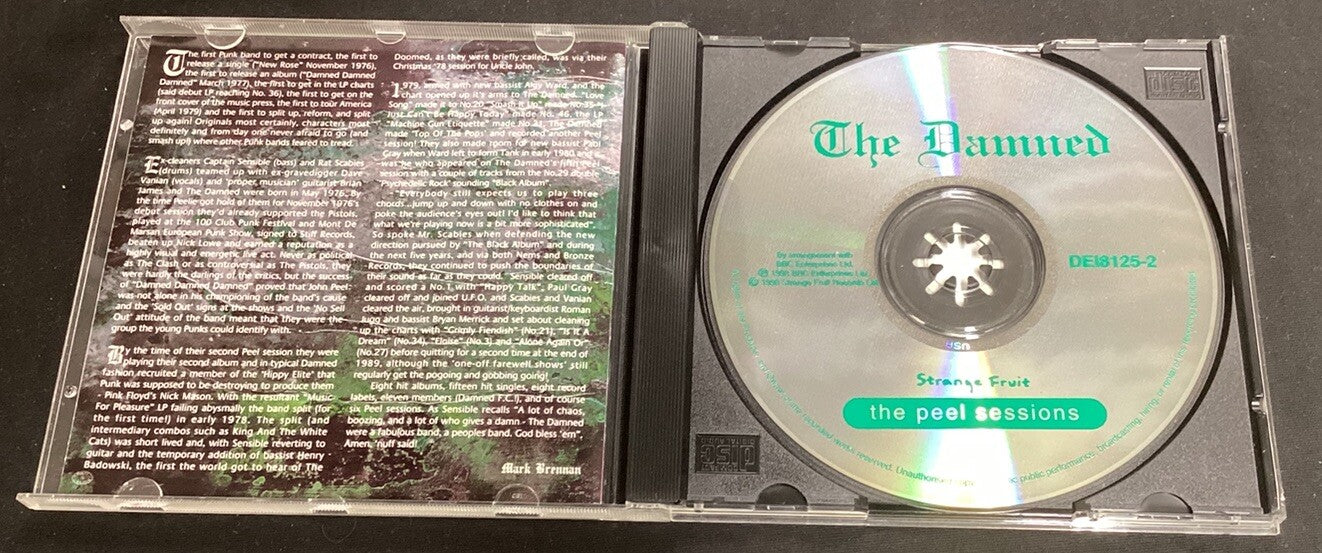 The first Punk band to get a contract, the first to
release a single ("New Rose" November 1976),
the first to release an album ("Damned Damned
Damned" March 1977), the first to get in the LP charts
(said debut LP reaching No. 36), the first to get on the
front cover of the music press, the first to tour America
(April 1979) and the first to split up, reform, and split
up again! Originals most certainly, characters most
definitely and from day one never afraid to go (and
smash up!) where other Punk bands feared to tread.
Ex-cleaners Captain Sensible (bass) and Rat Scabies
(drums) teamed up with ex-gravedigger Dave
Vanian (vocals) and 'proper musician' guitarist Brian
James and The Damned were born in May 1976. By
the time Peelie got hold of them for November 1976's
debut session they'd already supported the Pistols,
played at the 100 Club Punk Festival and Mont De
Marsan European Punk Show, signed to Stiff Records,
beaten up Nick Lowe and earned a reputation as a
highly visual and energetic live act. Never as political
as The Clash or as controversial as The Pistols, they
were hardly the darlings of the critics, but the success
of "Damned Damned Damned" proved that John Peel
was not alone in his championing of the band's cause
and the 'Sold Out' signs at the shows and the 'No Sell
Out' attitude of the band meant that they were the
group the young Punks could identify with.
By the time of their second Peel session they were
playing their second album and in typical Damned
fashion recruited a member of the "Hippy Elite" that
Punk was supposed to be destroying to produce them
- Pink Floyd's Nick Mason. With the resultant "Music
For Pleasure" LP failing abysmally the band split (for
the first time!) in early 1978. The split (and
intermediary combos such as King And The White
Cats) was short lived and, with Sensible reverting to
guitar and the temporary addition of bassist Henry
Badowski, the first the world got to hear of The
Doomed, as they were briefly called, was via their
Christmas '78 session for Uncle John.
1979, armed with new bassist Algy Ward, and the
chart opened up it's arms to The Damned. "Love
Song" made it to No.20, "Smash It Up" made No.35, "I
Just Can't Be Happy Today" made No. 46, the LP
"Machine Gun Etiquette" made No.31, The Damned
made 'Top Of The Pops' and recorded another Peel
session! They also made room for new bassist Paul
Gray when Ward left to form Tank in early 1980 and it
was he who appeared on The Damned's fifth Peel
session with a couple of tracks from the No.29 double
"Psychedelic Rock" sounding "Black Album".
"Everybody still expects us to play three
chords...jump up and down with no clothes on and
poke the audience's eyes out! I'd like to think that
what we're playing now is a bit more sophisticated".
So spoke Mr. Scabies when defending the new
direction pursued by "The Black Album" and during
the next five years, and via both Nems and Bronze
Records, they continued to push the boundaries of
their sound as far as they could. Sensible cleared off
and scored a No.1 with "Happy Talk", Paul Gray
cleared off and joined U.F.O. and Scabies and Vanian
cleared the air, brought in guitarist/keyboardist Roman
Jugg and bassist Bryan Merrick and set about cleaning
up the charts with "Grimly Fiendish" (No.21), "Is It A
Dream" (No.34), "Eloise" (No.3) and "Alone Again Or"
(No.27) before quitting for a second time at the end of
1989, although the 'one-off farewell shows' still
regularly get the pogoing and gobbing going!
Eight hit albums, fifteen hit singles, eight record
labels, eleven members (Damned F.C.!), and of course
six Peel sessions. As Sensible recalls "A lot of chaos,
boozing, and a lot of who gives a damn - The Damned
were a fabulous band, a peoples band. God bless 'em".
Amen, 'nuff said!
Mark Brennan
The Damned
by arrangement with
BBC Enterprises Ltd.
℗ 1990 BBC Enterprises Ltd
© 1990 Strange Fruit Records Ltd
DEI8125-2
Strange Fruit
the peel sessions
reserved. Unauthorised
public performance, broadcasting, hiring, or
disc
DIGITAL AUDIO
disc